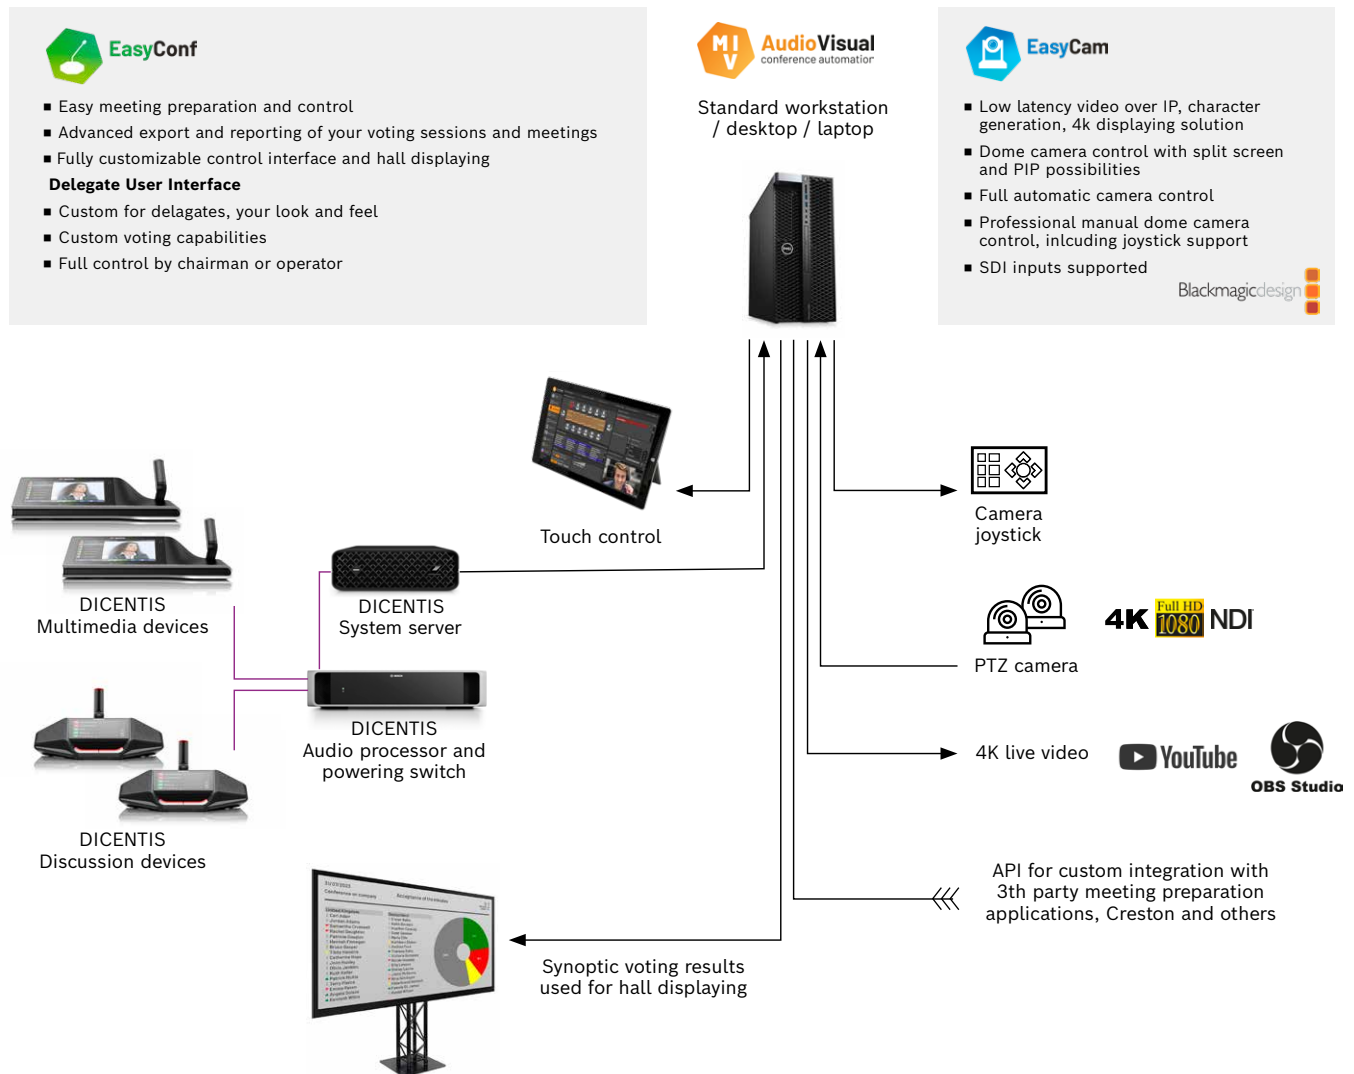 EasyConf
■ Easy meeting preparation and control
■ Advanced export and reporting of your voting sessions and meetings
■ Fully customizable control interface and hall displaying
Delegate User Interface
■ Custom for delagates, your look and feel
■ Custom voting capabilities
■ Full control by chairman or operator
MIV
AudioVisual
conference automation
Standard workstation
/ desktop / laptop
EasyCam
■ Low latency video over IP, character
generation, 4k displaying solution
■ Dome camera control with split screen
and PIP possibilities
■ Full automatic camera control
■ Professional manual dome camera
control, inlcuding joystick support
■ SDI inputs supported
Blackmagicdesign
Touch control
Camera
joystick
DICENTIS
Multimedia devices
DICENTIS
System server
PTZ camera
4K
Full HD
1080
NDI
DICENTIS
Audio processor and
powering switch
4K live video
YouTube
OBS Studio
DICENTIS
Discussion devices
API for custom integration with
3th party meeting preparation
applications, Creston and others
Synoptic voting results
used for hall displaying